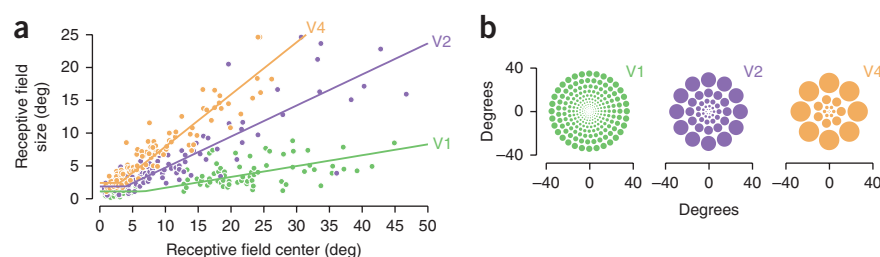 a
V4
V2
V1
25
20
15
10
5
0
Receptive field
size (deg)
0 5 10 15 20 25 30 35 40 45 50
Receptive field center (deg)
b
V1
V2
V4
40
0
−40
Degrees
−40 0 40
−40 0 40
−40 0 40
Degrees